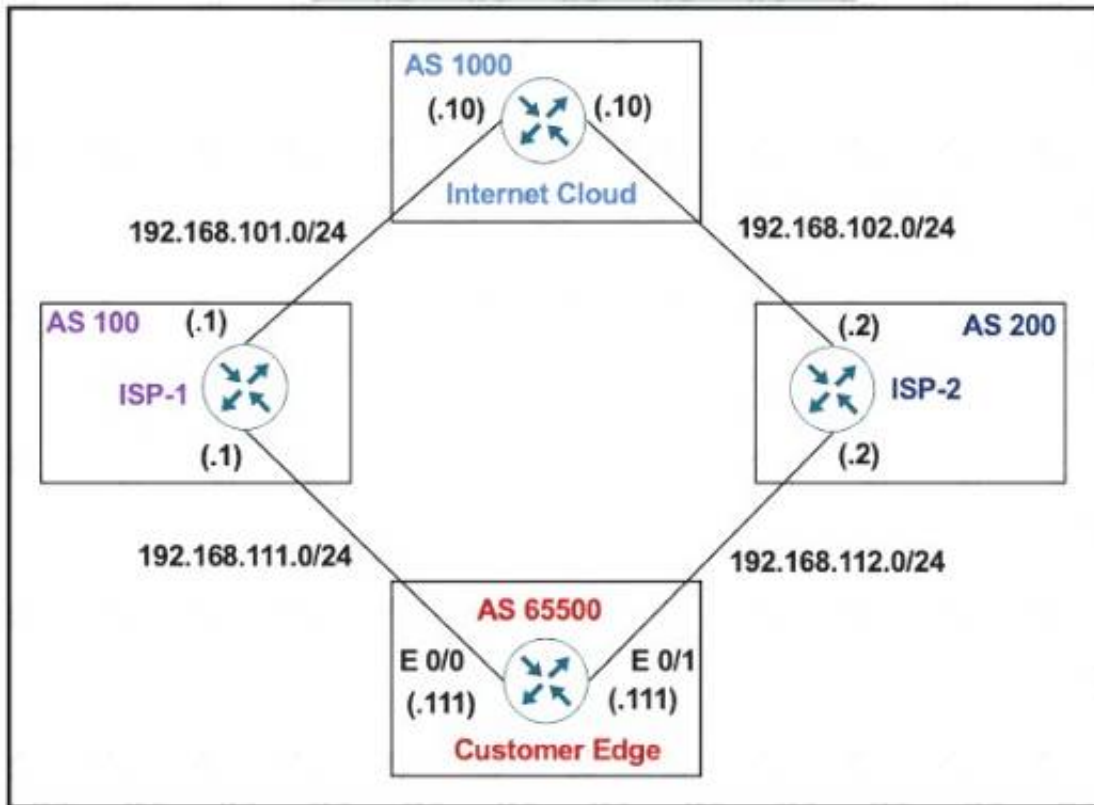 AS 1000
(.10)
(.10)
Internet Cloud
192.168.101.0/24
192.168.102.0/24
AS 100
(.1)
ISP-1
(.1)
(.2)
AS 200
ISP-2
(.2)
192.168.111.0/24
192.168.112.0/24
AS 65500
E 0/0
E 0/1
(.111)
(.111)
Customer Edge